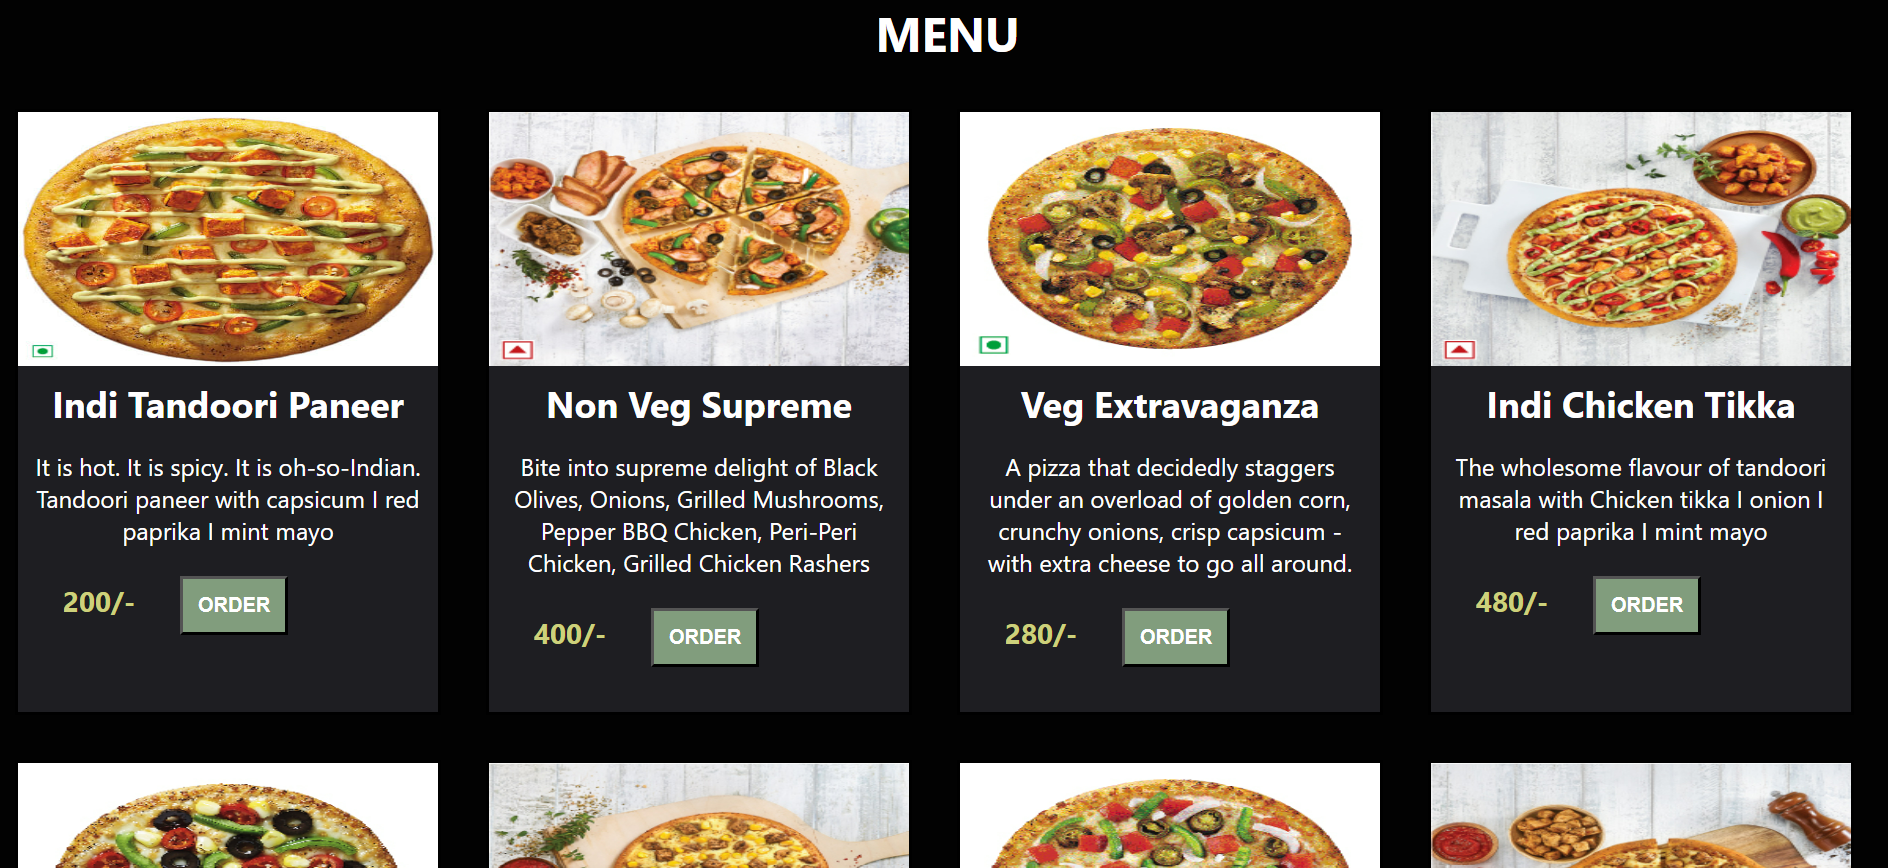 MENU
Indi Tandoori Paneer
It is hot. It is spicy. It is oh-so-Indian.
Tandoori paneer with capsicum I red
paprika I mint mayo
200/-
ORDER
Non Veg Supreme
Bite into supreme delight of Black
Olives, Onions, Grilled Mushrooms,
Pepper BBQ Chicken, Peri-Peri
Chicken, Grilled Chicken Rashers
400/-
ORDER
Veg Extravaganza
A pizza that decidedly staggers
under an overload of golden corn,
crunchy onions, crisp capsicum -
with extra cheese to go all around.
280/-
ORDER
Indi Chicken Tikka
The wholesome flavour of tandoori
masala with Chicken tikka I onion I
red paprika I mint mayo
480/-
ORDER